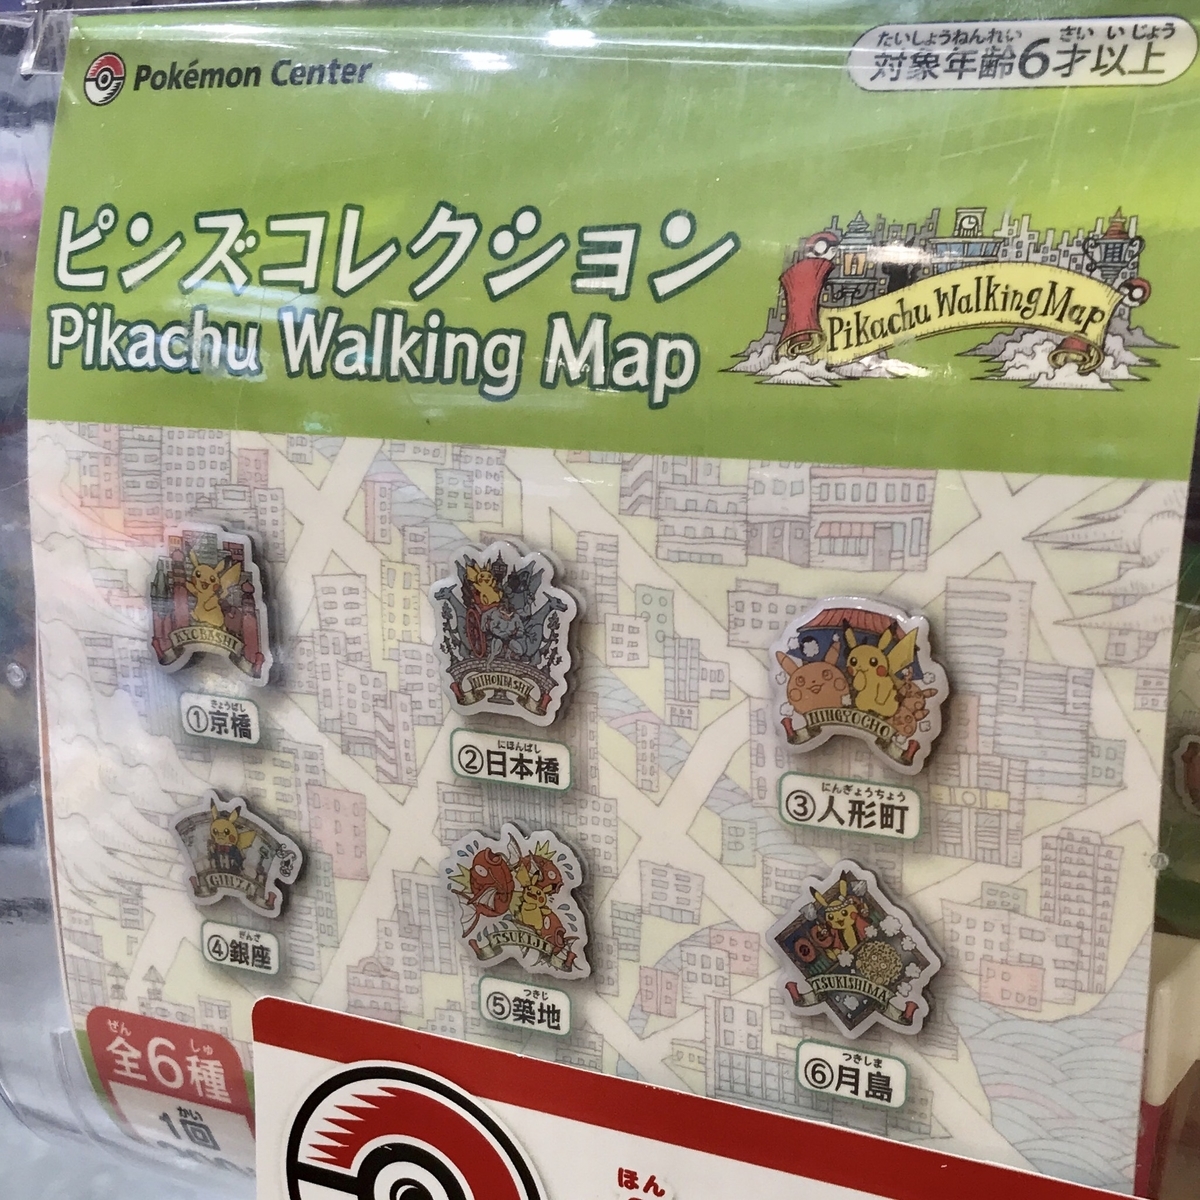 Pokémon Center
たいしょうねんれい さい いじょう
対象年齢6才以上
ピンズコレクション
Pikachu Walking Map
Pikachu Walking Map
KYOBASHI
きょうばし
①京橋
NIHONBASHI
にほんばし
②日本橋
NINGYOCHO
にんぎょうちょう
③人形町
GINZA
ぎんざ
④銀座
TSUKIJI
つきじ
⑤築地
TSUKISHIMA
つきしま
⑥月島
ぜん しゅ
全6種
かい
1回
ほん